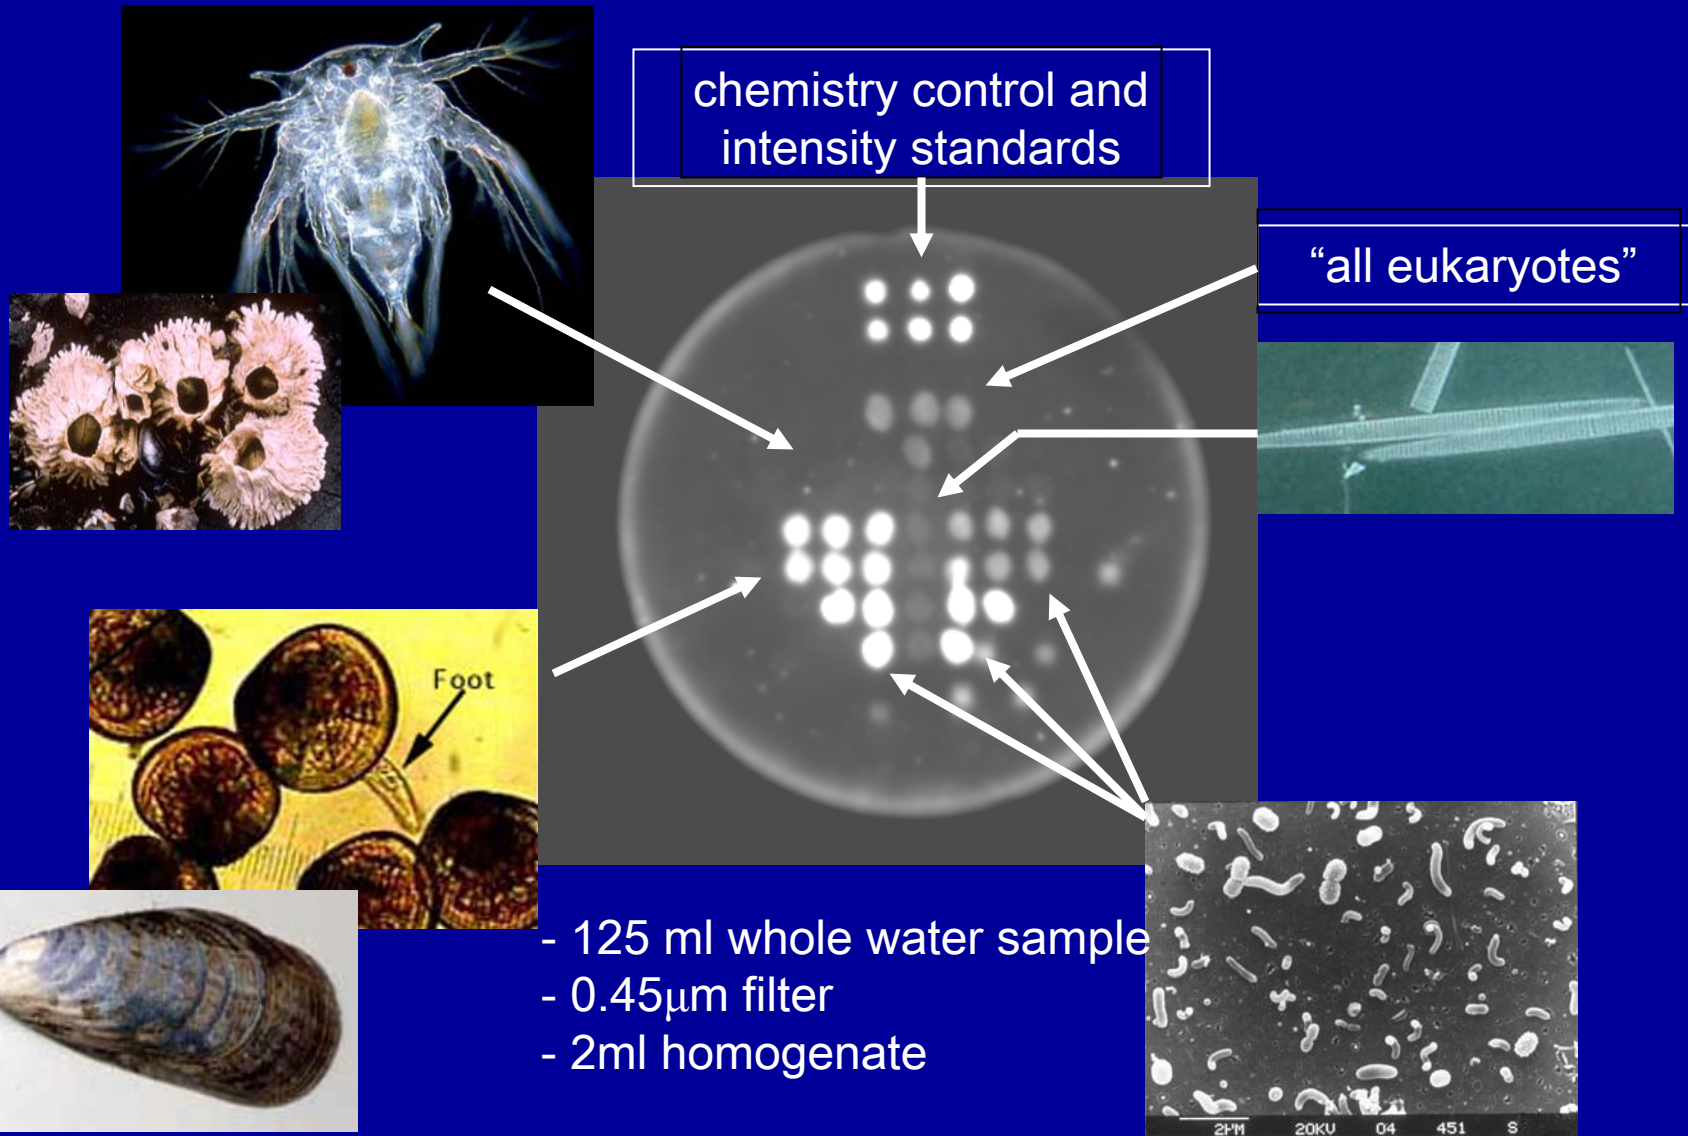 chemistry control and
intensity standards
“all eukaryotes”
Foot
- 125 ml whole water sample
- 0.45μm filter
- 2ml homogenate
2µM 20KV 04 451 S